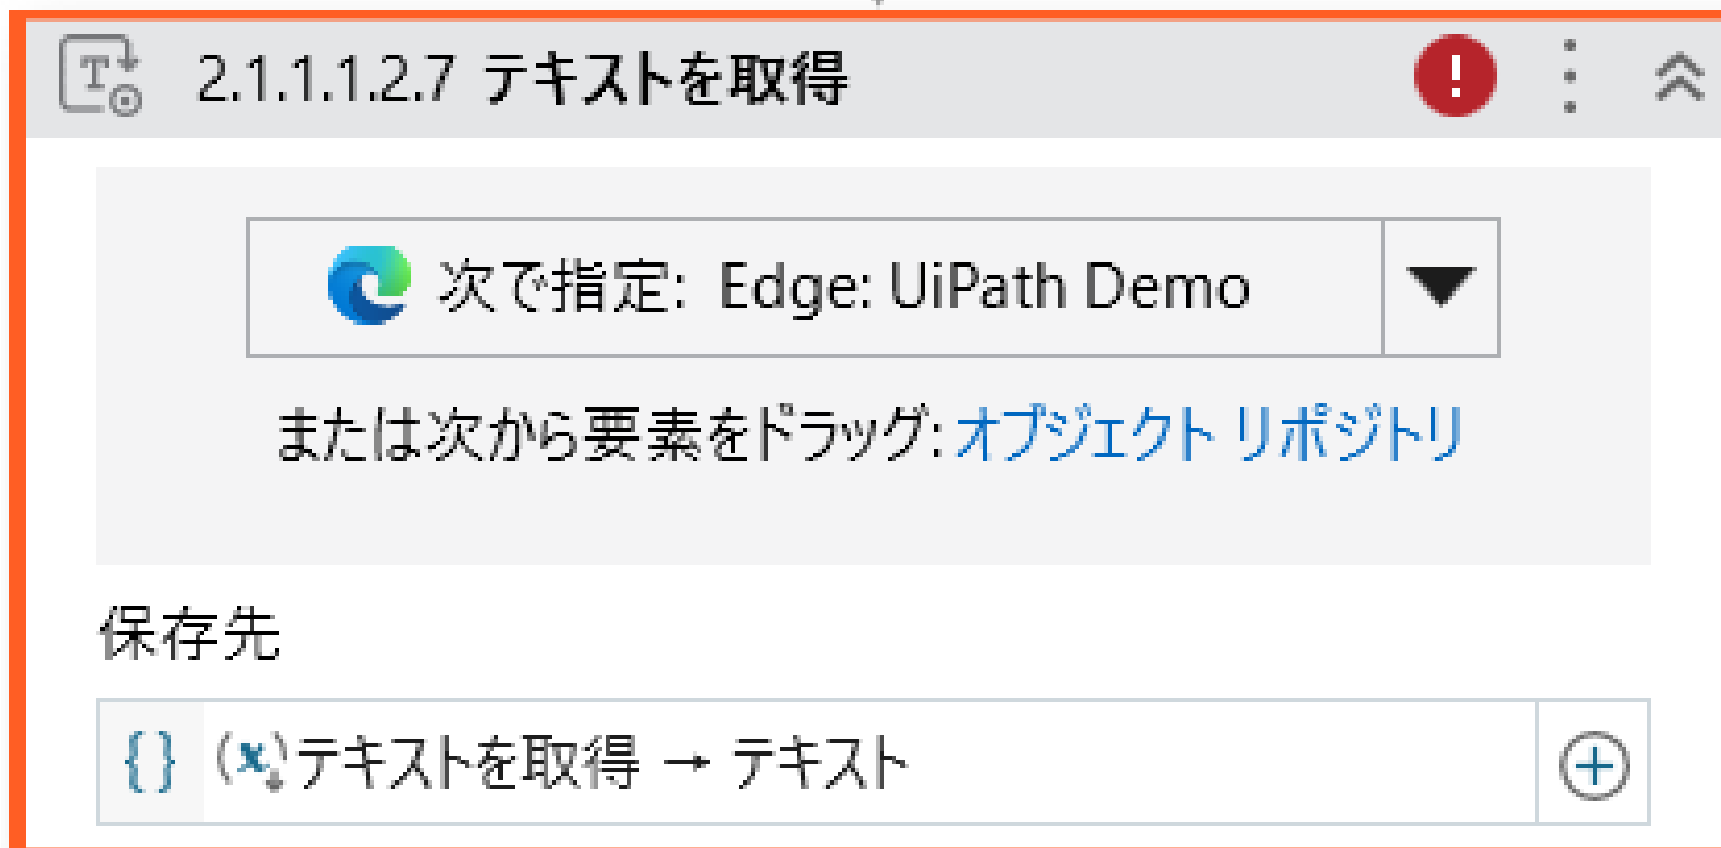 2.1.1.1.2.7 テキストを取得
次で指定: Edge: UiPath Demo
または次から要素をドラッグ: オブジェクト リポジトリ
保存先
{} (x) テキストを取得 → テキスト